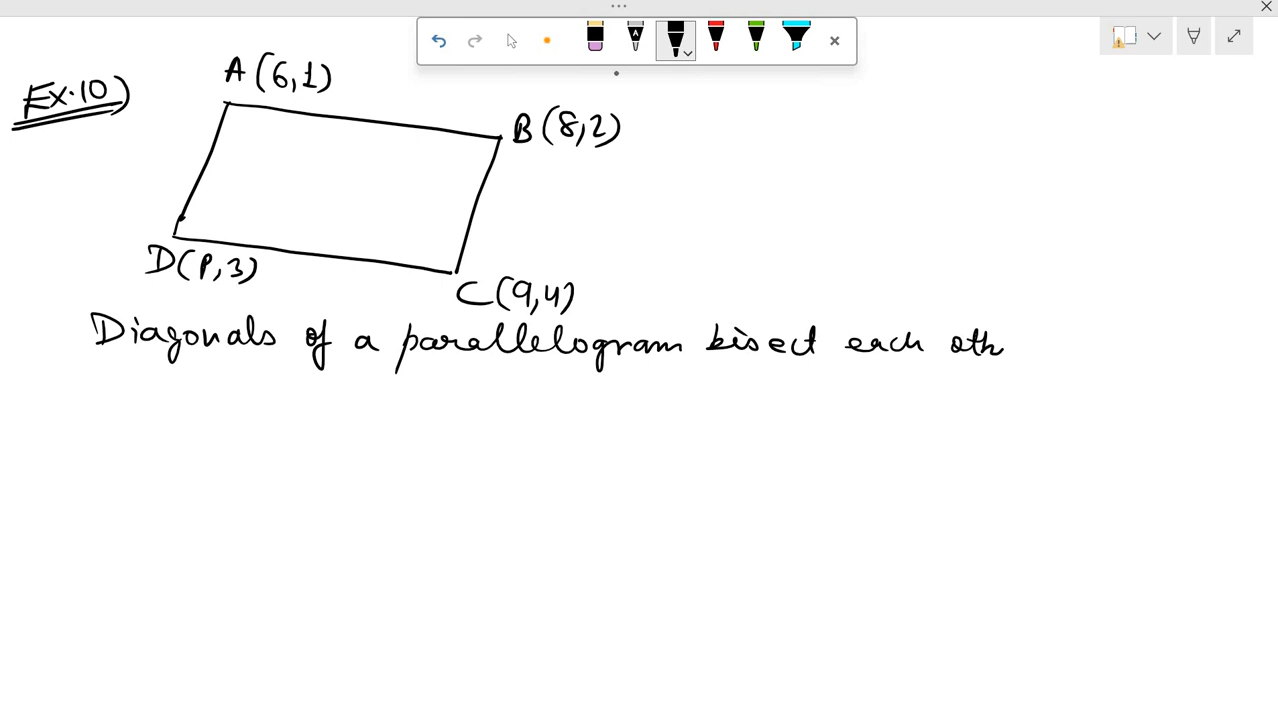 Ex.10)
A(6,1)
B(8,2)
D(P,3)
C(9,4)
Diagonals of a parallelogram bisect each oth